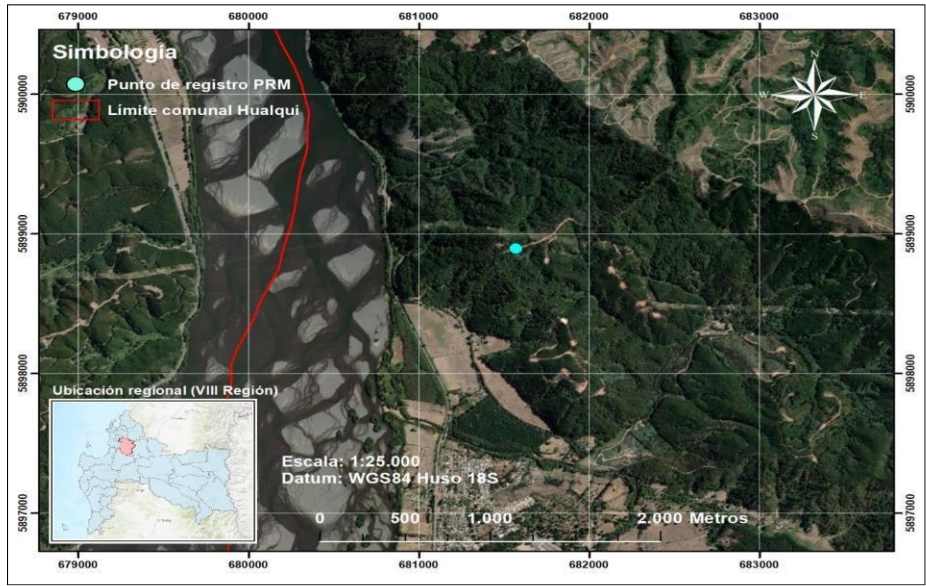 679000 680000 681000 682000 683000
Simbología
Punto de registro PRM
Límite comunal Hualqui
N
W E
S
5900000 5900000
5899000 5899000
5898000 5898000
Ubicación regional (VIII Región)
Escala: 1:25.000
Datum: WGS84 Huso 18S
0 500 1.000 2.000 Metros
5897000 5897000
679000 680000 681000 682000 683000